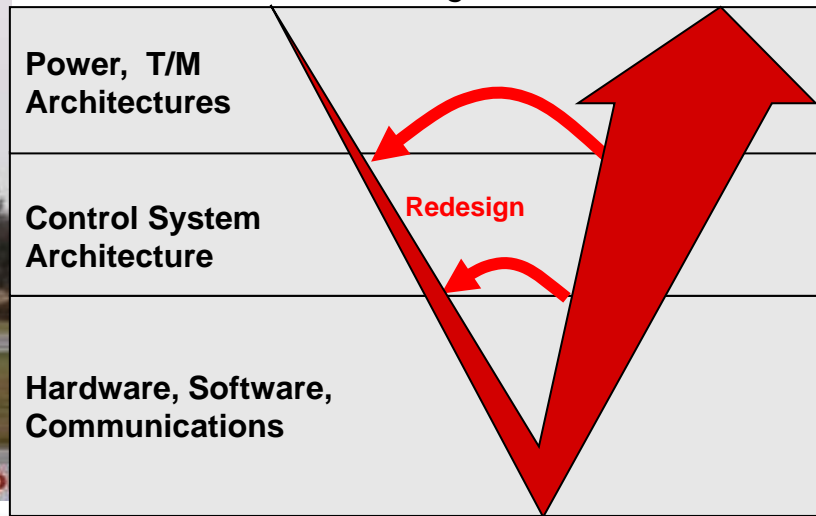 Power, T/M
Architectures
Redesign
Control System
Architecture
Hardware, Software,
Communications